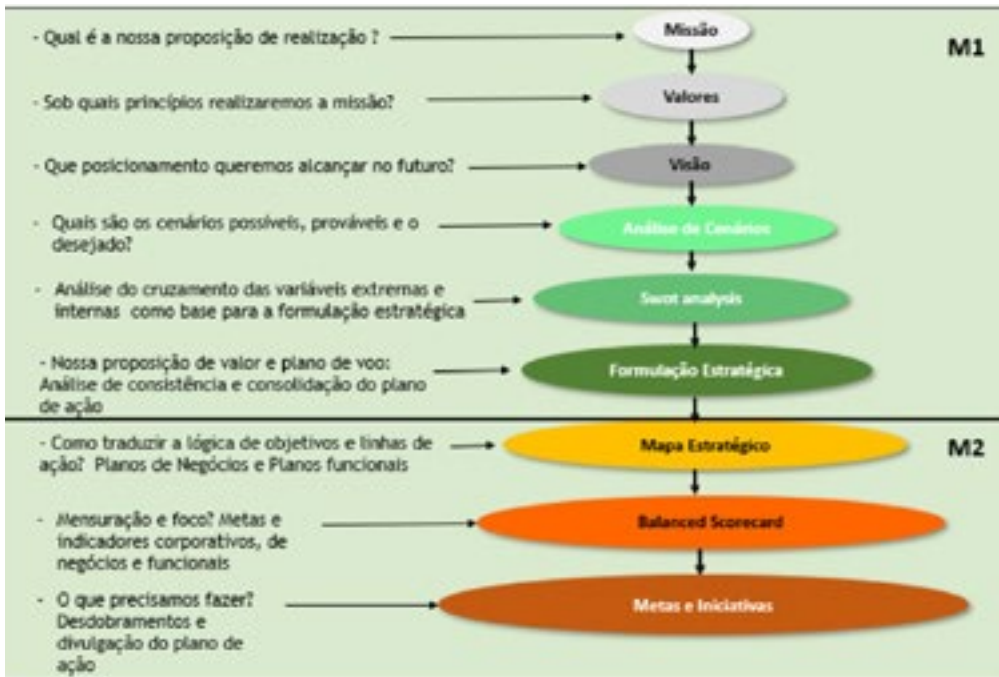 - Qual é a nossa proposição de realização ?
Missão
M1
- Sob quais princípios realizaremos a missão?
Valores
- Que posicionamento queremos alcançar no futuro?
Visão
- Quais são os cenários possíveis, prováveis e o
desejado?
Análise de Cenários
- Análise do cruzamento das variáveis extremas e
internas como base para a formulação estratégica
Swot analysis
- Nossa proposição de valor e plano de voo:
Análise de consistência e consolidação do plano
de ação
Formulação Estratégica
- Como traduzir a lógica de objetivos e linhas de
ação? Planos de Negócios e Planos funcionais
Mapa Estratégico
M2
- Mensuração e foco? Metas e
indicadores corporativos, de
negócios e funcionais
Balanced Scorecard
- O que precisamos fazer?
Desdobramentos e
divulgação do plano de
ação
Metas e Iniciativas